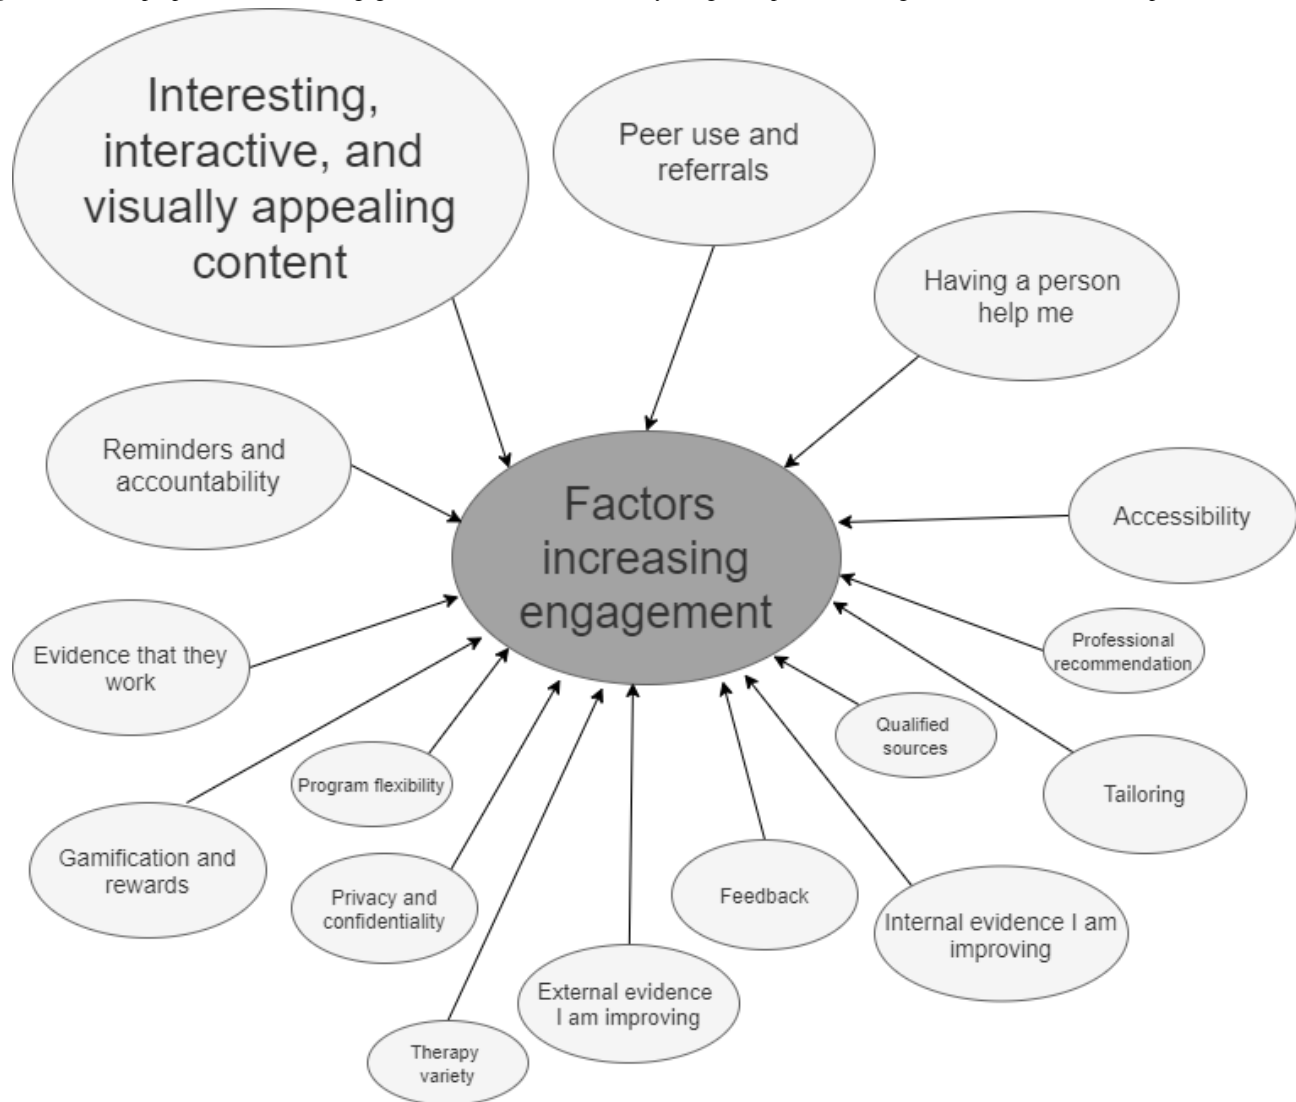 Interesting,
interactive, and
visually appealing
content
Peer use and
referrals
Having a person
help me
Reminders and
accountability
Factors
increasing
engagement
Accessibility
Evidence that they
work
Professional
recommendation
Qualified
sources
Program flexibility
Tailoring
Gamification and
rewards
Privacy and
confidentiality
Feedback
Internal evidence I am
improving
External evidence
I am improving
Therapy
variety